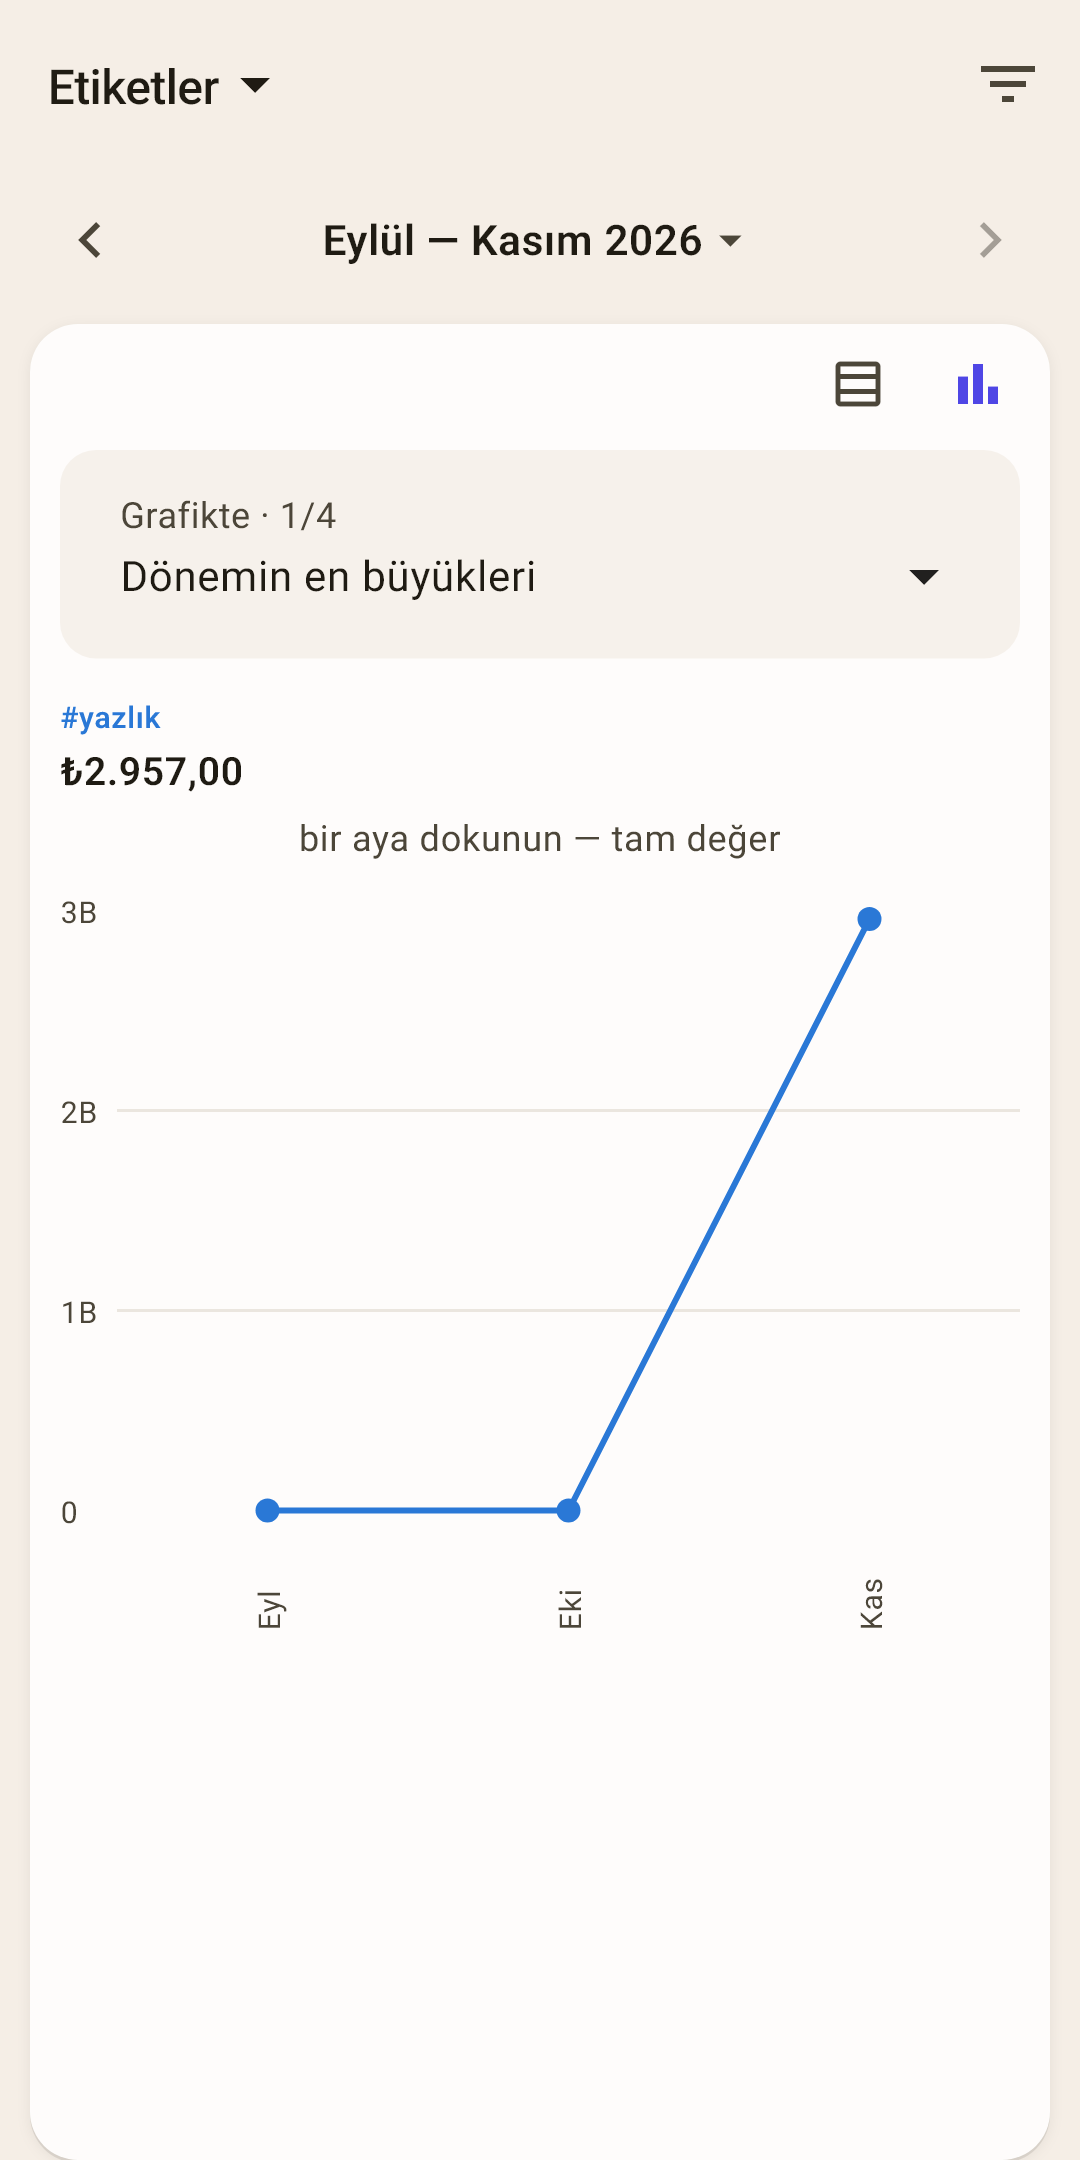 Etiketler
Eylül — Kasım 2026
Grafikte · 1/4
Dönemin en büyükleri
#yazlık
₺2.957,00
bir aya dokunun — tam değer
3B
2B
1B
0
Eyl
Eki
Kas